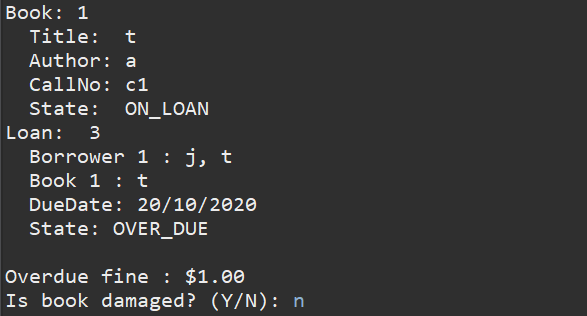 Book: 1
  Title:  t
  Author: a
  CallNo: c1
  State:  ON_LOAN
Loan:  3
  Borrower 1 : j, t
  Book 1 : t
  DueDate: 20/10/2020
  State: OVER_DUE

Overdue fine : $1.00
Is book damaged? (Y/N): n